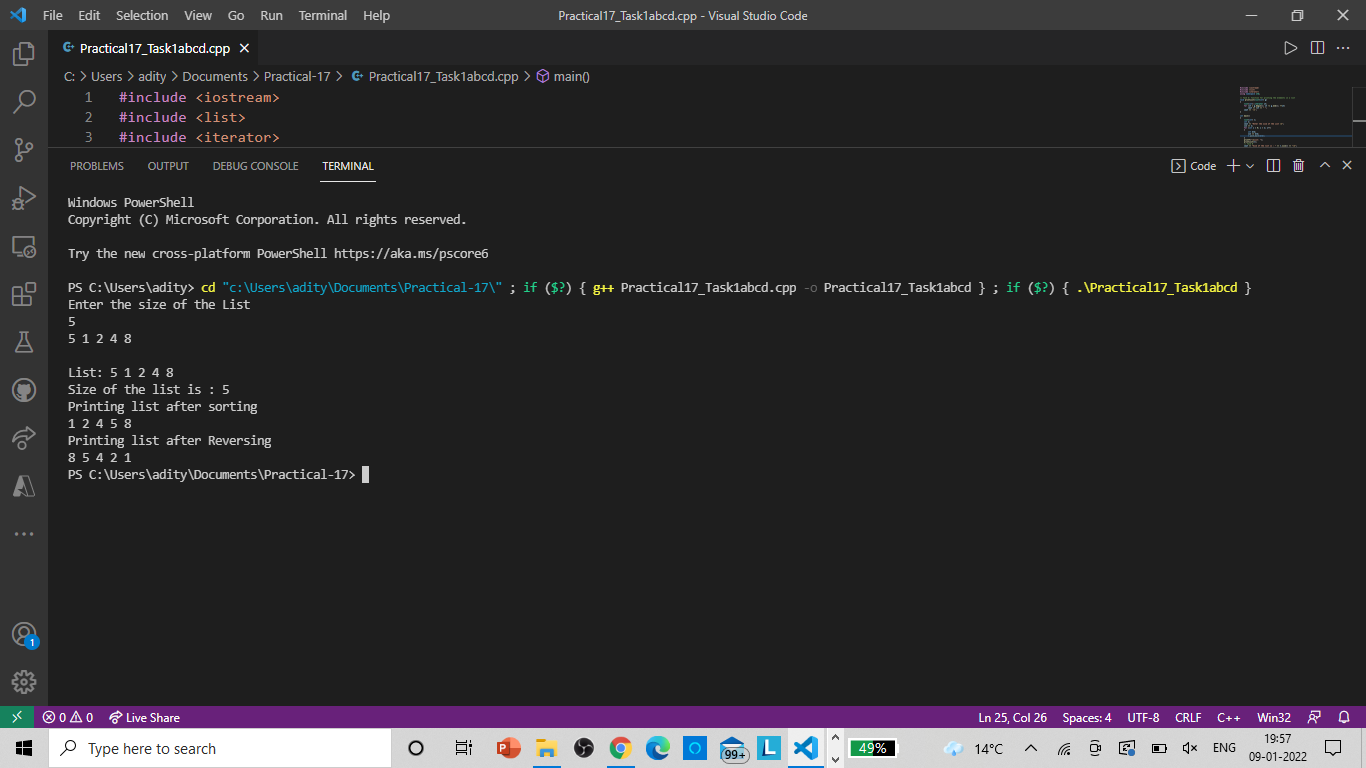 File Edit Selection View Go Run Terminal Help
Practical17_Task1abcd.cpp - Visual Studio Code
Practical17_Task1abcd.cpp
C: > Users > adity > Documents > Practical-17 > Practical17_Task1abcd.cpp > main()
1 #include <iostream>
2 #include <list>
3 #include <iterator>
PROBLEMS OUTPUT DEBUG CONSOLE TERMINAL
Code
Windows PowerShell
Copyright (C) Microsoft Corporation. All rights reserved.
Try the new cross-platform PowerShell https://aka.ms/pscore6
PS C:\Users\adity> cd "c:\Users\adity\Documents\Practical-17\" ; if ($?) { g++ Practical17_Task1abcd.cpp -o Practical17_Task1abcd } ; if ($?) { .\Practical17_Task1abcd }
Enter the size of the List
5
5 1 2 4 8
List: 5 1 2 4 8
Size of the list is : 5
Printing list after sorting
1 2 4 5 8
Printing list after Reversing
8 5 4 2 1
PS C:\Users\adity\Documents\Practical-17>
1
0 0 Live Share
Ln 25, Col 26 Spaces: 4 UTF-8 CRLF C++ Win32
Type here to search
99+
49%
14°C
ENG
19:57
09-01-2022